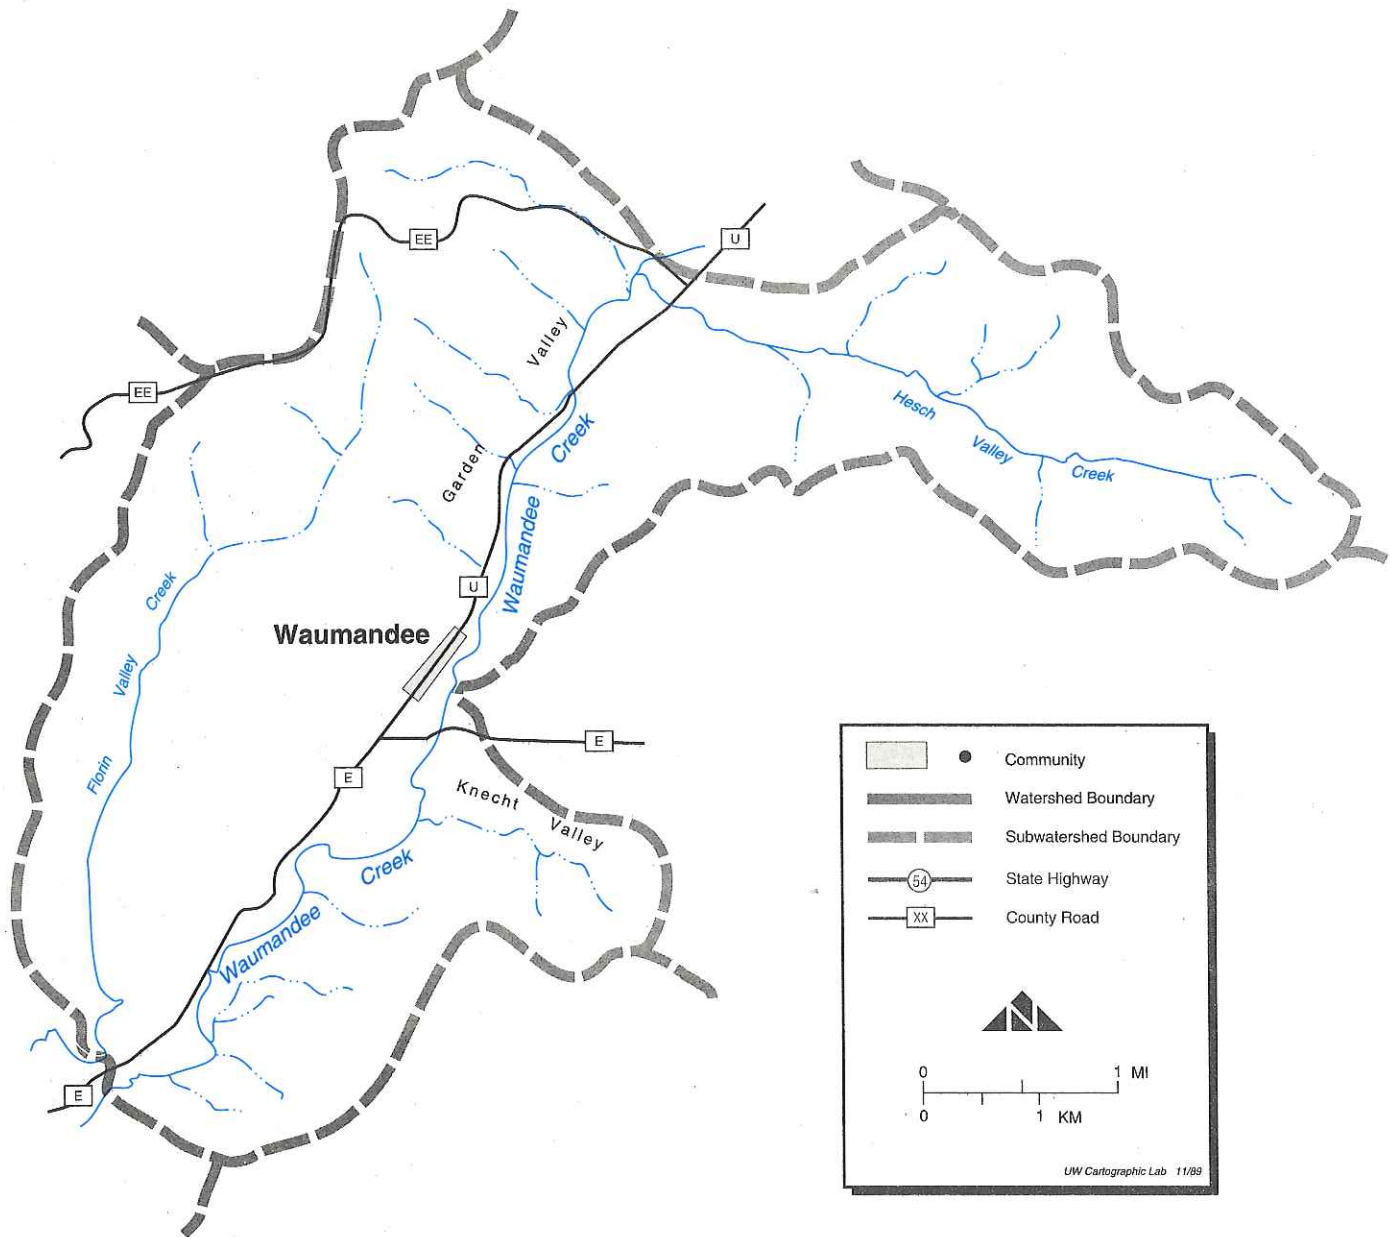 EE
U
EE
Valley
Garden
Creek
Waumandee
Hesch
Valley
Creek
U
Waumandee
Creek
Valley
Florin
E
E
Knecht
Valley
Creek
Waumandee
E
Community
Watershed Boundary
Subwatershed Boundary
54
State Highway
XX
County Road
N
0 1 MI
0 1 KM
UW Cartographic Lab 11/89